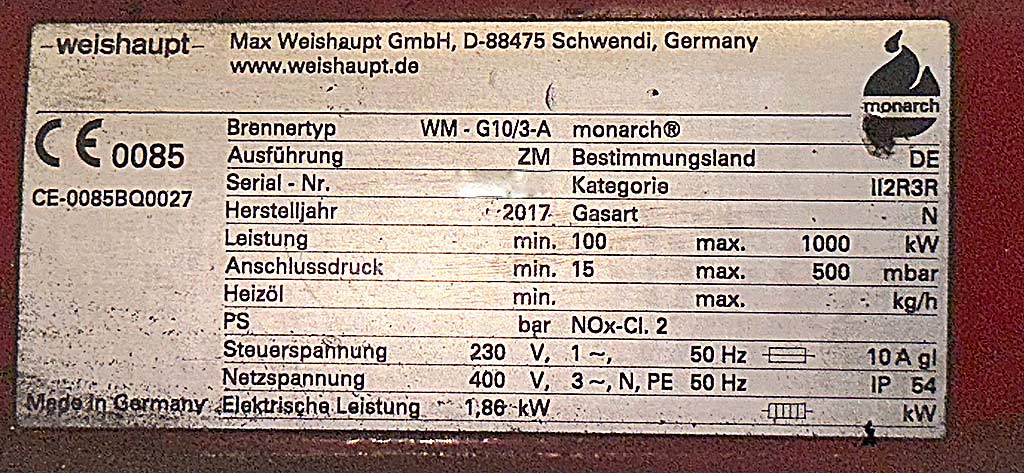 -weishaupt- Max Weishaupt GmbH, D-88475 Schwendi, Germany
www.weishaupt.de
monarch
CE 0085
CE-0085BQ0027
Brennertyp WM - G10/3-A monarch®
Ausführung ZM Bestimmungsland DE
Serial - Nr. Kategorie II2R3R
Herstelljahr 2017 Gasart N
Leistung min. 100 max. 1000 kW
Anschlussdruck min. 15 max. 500 mbar
Heizöl min. max. kg/h
PS bar NOx-Cl. 2
Steuerspannung 230 V, 1 ~, 50 Hz 10 A gl
Netzspannung 400 V, 3 ~, N, PE 50 Hz IP 54
Made in Germany Elektrische Leistung 1,86 kW kW